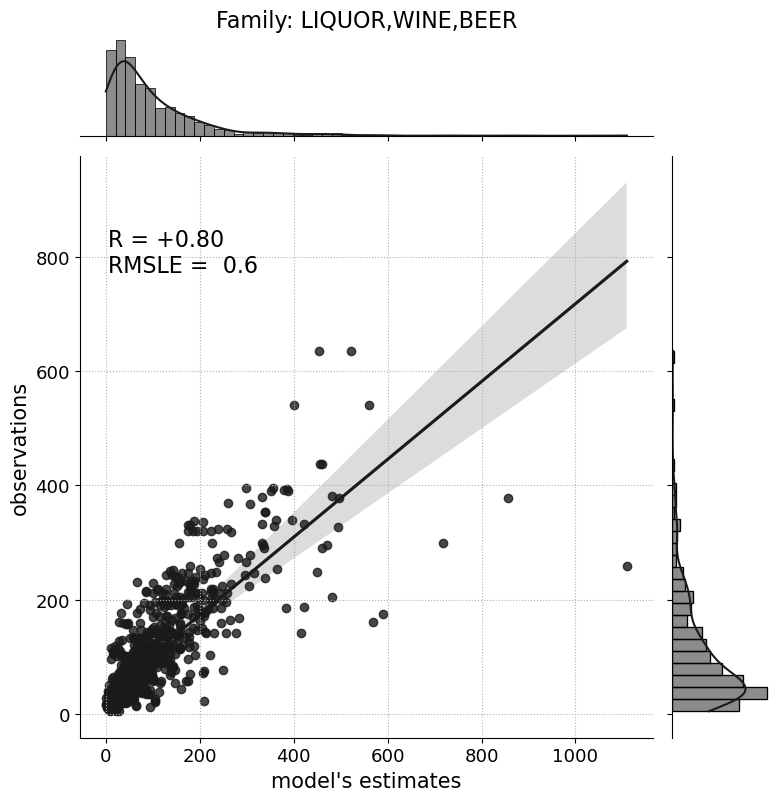 Family: LIQUOR,WINE,BEER
R = +0.80
RMSLE =  0.6
800
600
400
200
0
observations
0 200 400 600 800 1000
model's estimates